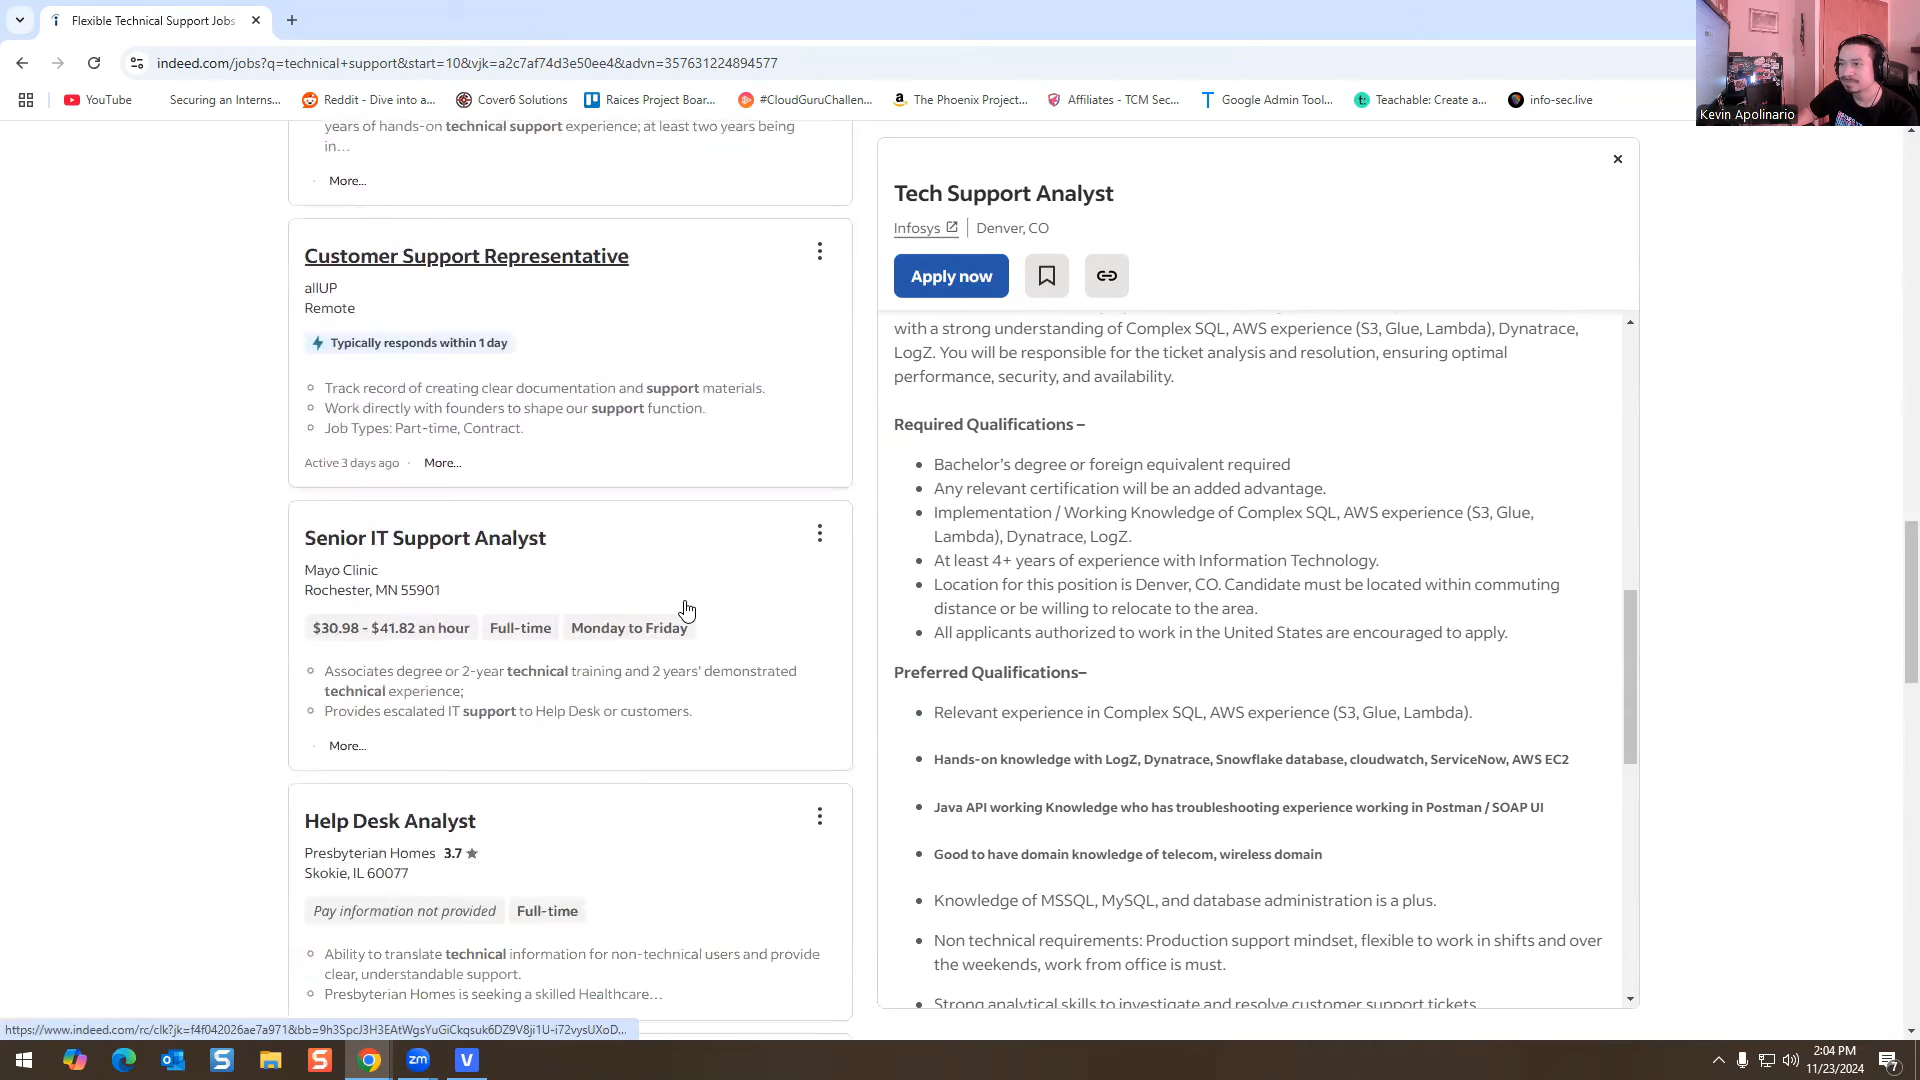 Flexible Technical Support Jobs
indeed.com/jobs?q=technical+support&start=10&vjk=a2c7af74d3e50ee4&advn=357631224894577
YouTube
Securing an Interns...
Reddit - Dive into a...
Cover6 Solutions
Raices Project Boar...
#CloudGuruChallen...
The Phoenix Project...
Affiliates - TCM Sec...
Google Admin Tool...
Teachable: Create a...
info-sec.live
Kevin Apolinario
years of hands-on technical support experience; at least two years being
in...
More...
Customer Support Representative
allUP
Remote
Typically responds within 1 day
Track record of creating clear documentation and support materials.
Work directly with founders to shape our support function.
Job Types: Part-time, Contract.
Active 3 days ago · More...
Senior IT Support Analyst
Mayo Clinic
Rochester, MN 55901
$30.98 - $41.82 an hour Full-time Monday to Friday
Associates degree or 2-year technical training and 2 years' demonstrated
technical experience;
Provides escalated IT support to Help Desk or customers.
More...
Help Desk Analyst
Presbyterian Homes 3.7 ★
Skokie, IL 60077
Pay information not provided Full-time
Ability to translate technical information for non-technical users and provide
clear, understandable support.
Presbyterian Homes is seeking a skilled Healthcare...
Tech Support Analyst
Infosys | Denver, CO
Apply now
with a strong understanding of Complex SQL, AWS experience (S3, Glue, Lambda), Dynatrace,
LogZ. You will be responsible for the ticket analysis and resolution, ensuring optimal
performance, security, and availability.
Required Qualifications –
Bachelor's degree or foreign equivalent required
Any relevant certification will be an added advantage.
Implementation / Working Knowledge of Complex SQL, AWS experience (S3, Glue,
Lambda), Dynatrace, LogZ.
At least 4+ years of experience with Information Technology.
Location for this position is Denver, CO. Candidate must be located within commuting
distance or be willing to relocate to the area.
All applicants authorized to work in the United States are encouraged to apply.
Preferred Qualifications–
Relevant experience in Complex SQL, AWS experience (S3, Glue, Lambda).
Hands-on knowledge with LogZ, Dynatrace, Snowflake database, cloudwatch, ServiceNow, AWS EC2
Java API working Knowledge who has troubleshooting experience working in Postman / SOAP UI
Good to have domain knowledge of telecom, wireless domain
Knowledge of MSSQL, MySQL, and database administration is a plus.
Non technical requirements: Production support mindset, flexible to work in shifts and over
the weekends, work from office is must.
Strong analytical skills to investigate and resolve customer support tickets
https://www.indeed.com/rc/clk?jk=f4f042026ae7a971&bb=9h3SpcJ3H3EAtWgsYuGiCkqsuk6DZ9V8ji1U-i72vysUXoD...
zm
V
2:04 PM
11/23/2024
7